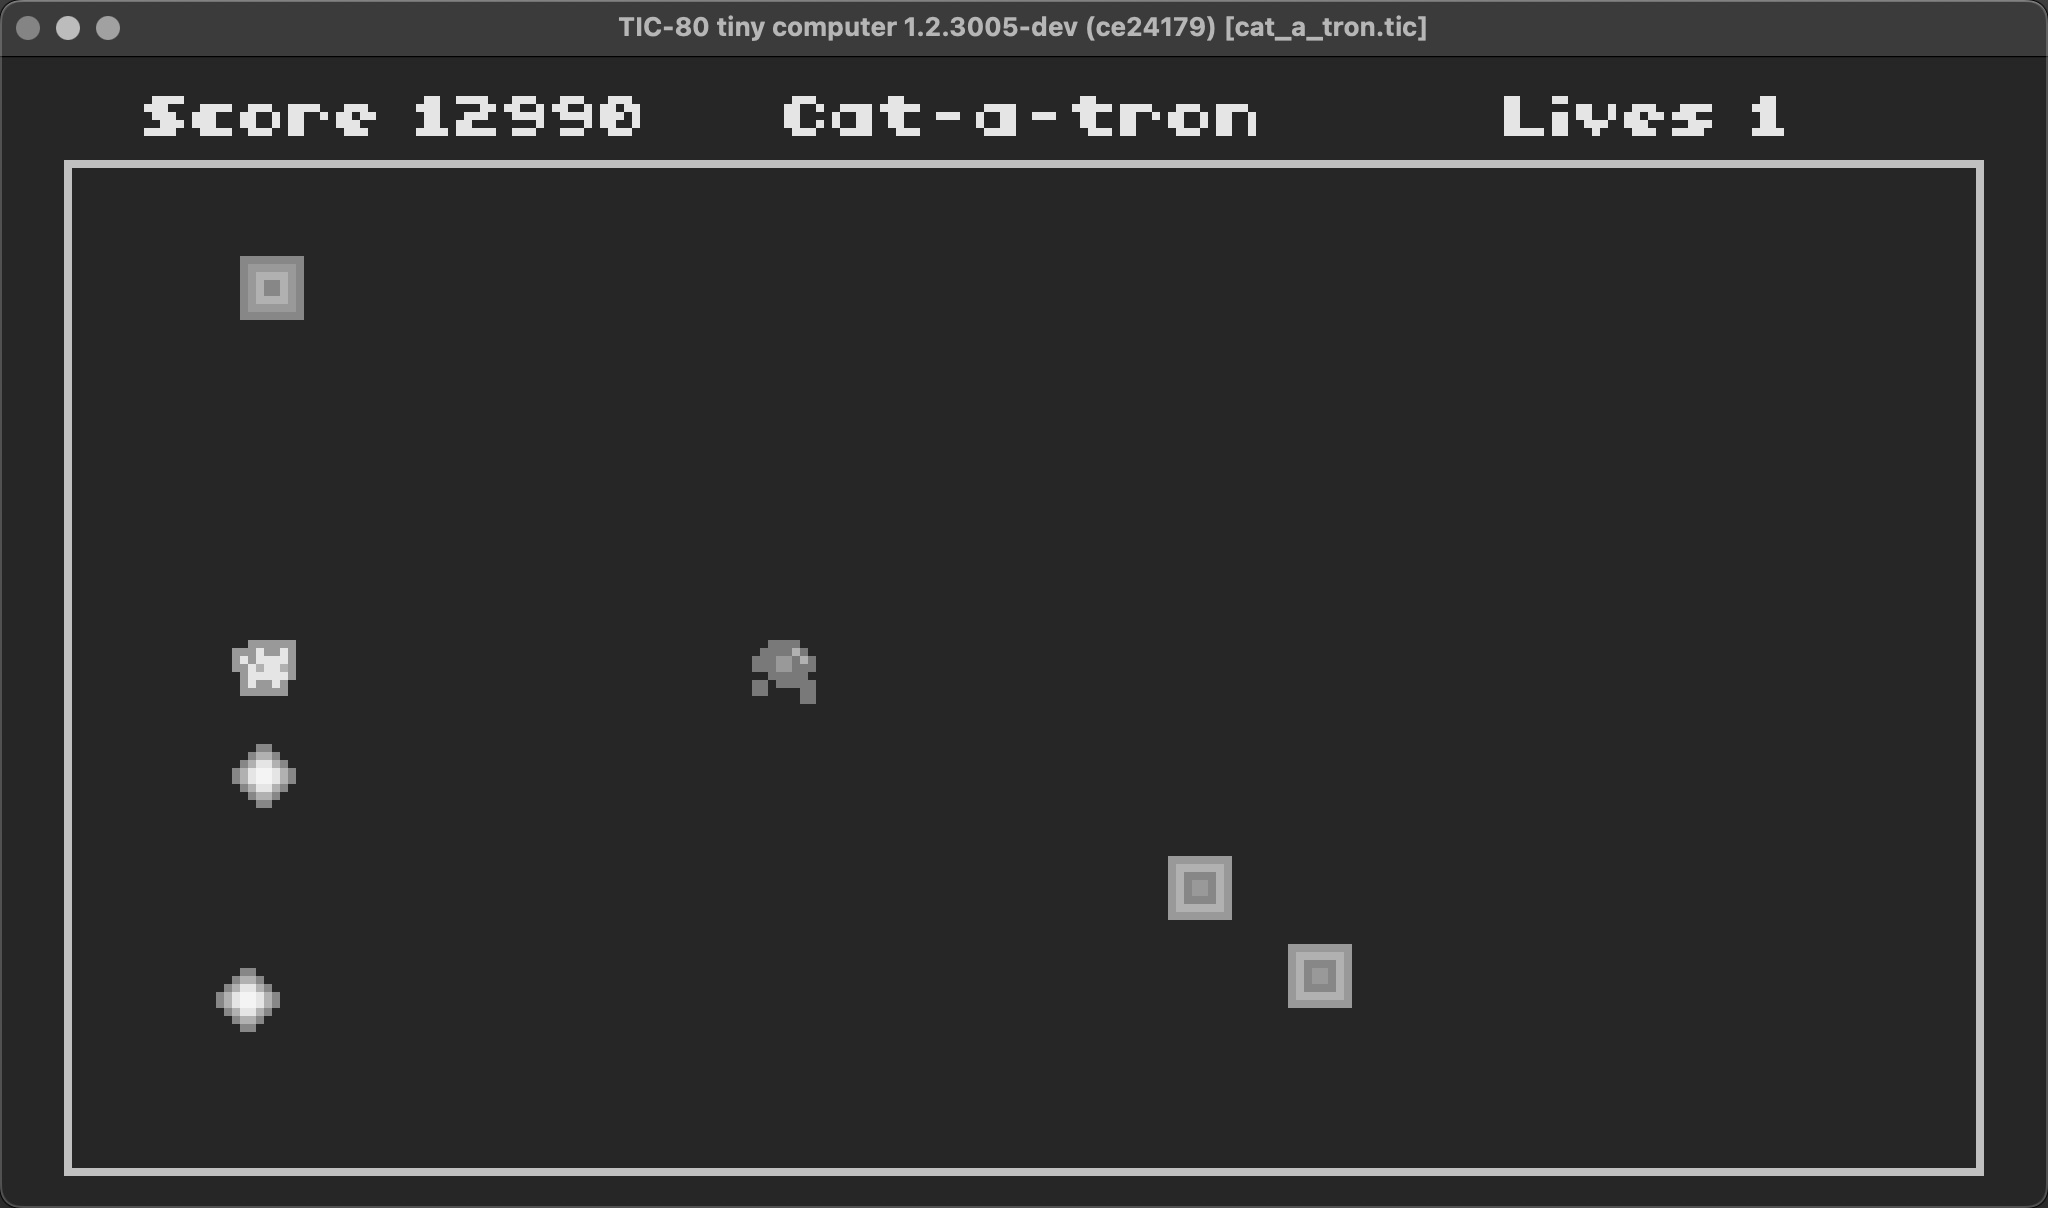 TIC-80 tiny computer 1.2.3005-dev (ce24179) [cat_a_tron.tic]
Score 12990 Cat-a-tron Lives 1